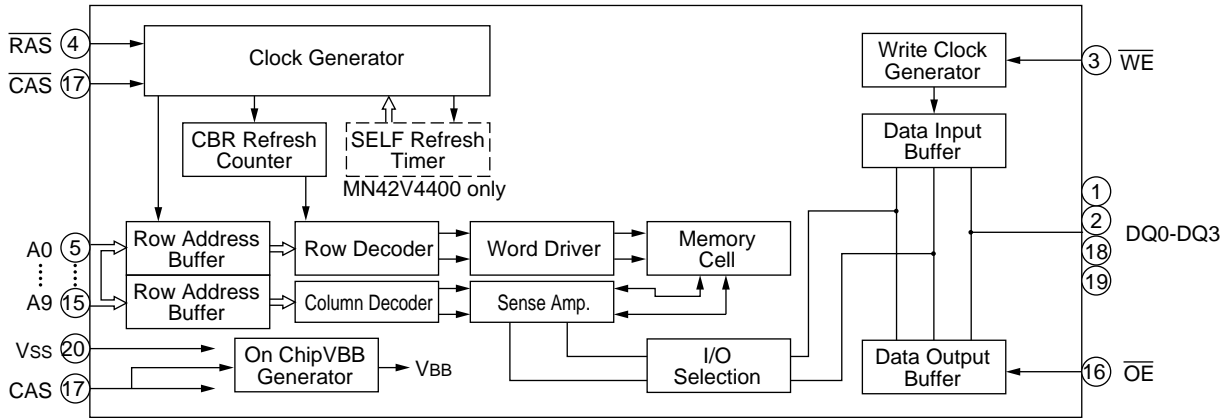 RAS 4
CAS 17
Clock Generator
Write Clock
Generator
3 WE
CBR Refresh
Counter
SELF Refresh
Timer
MN42V4400 only
Data Input
Buffer
1
2
DQ0-DQ3
18
19
A0 5
A9 15
Row Address
Buffer
Row Decoder
Word Driver
Memory
Cell
Row Address
Buffer
Column Decoder
Sense Amp.
VSS 20
CAS 17
On ChipVBB
Generator
VBB
I/O
Selection
Data Output
Buffer
16 OE